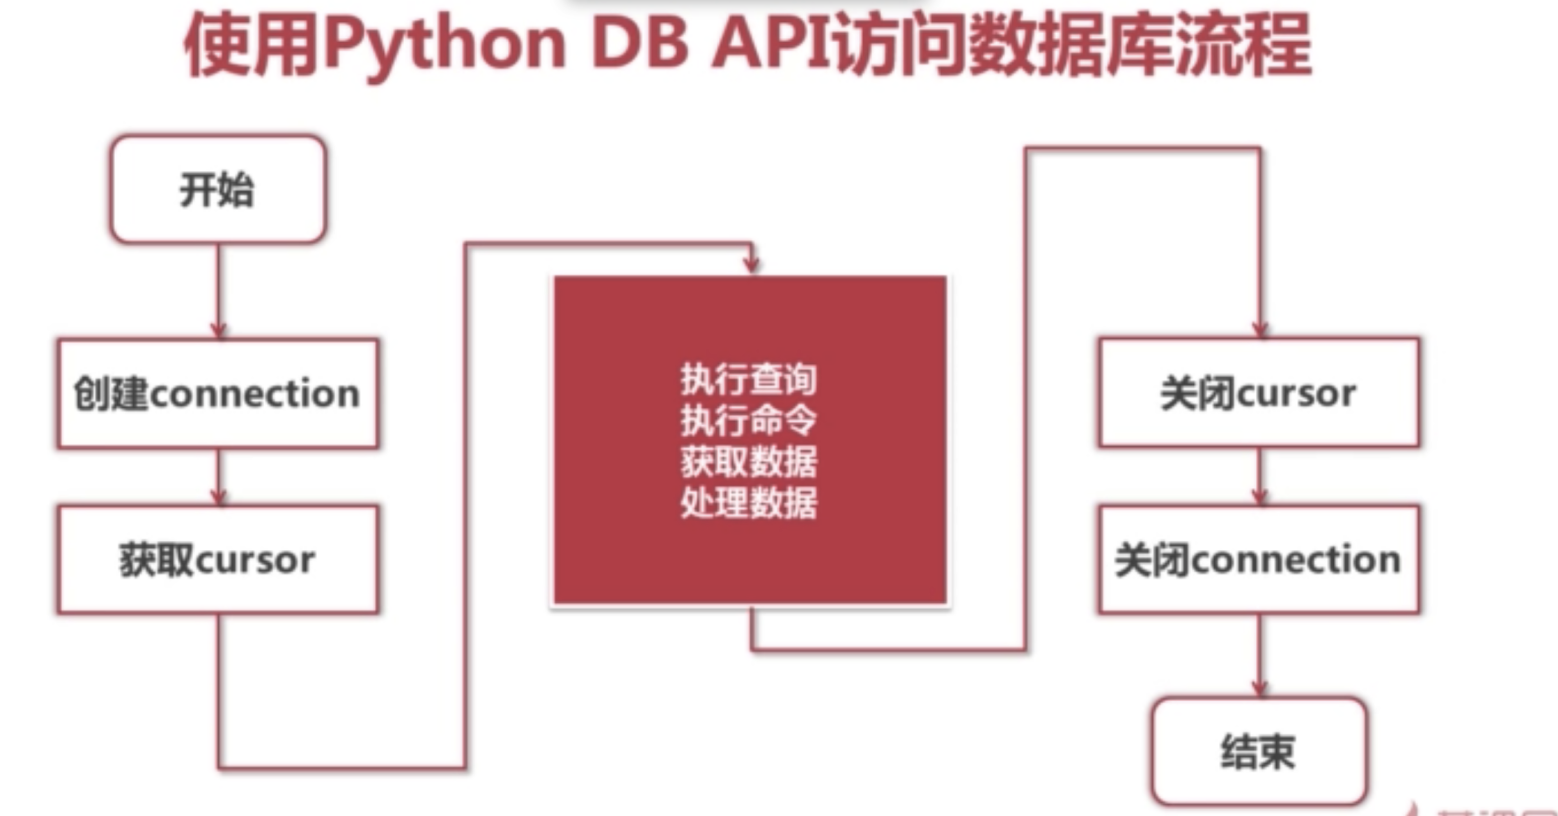 使用Python DB API访问数据库流程
开始
创建connection
获取cursor
执行查询
执行命令
获取数据
处理数据
关闭cursor
关闭connection
结束